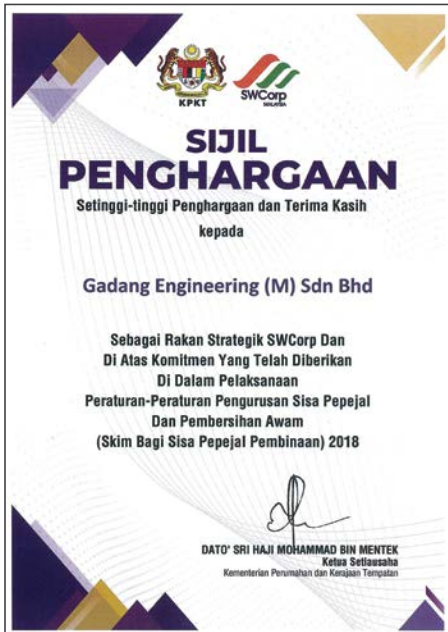 KPKT
SWCorp
MALAYSIA
SIJIL
PENGHARGAAN
Setinggi-tinggi Penghargaan dan Terima Kasih
kepada
Gadang Engineering (M) Sdn Bhd
Sebagai Rakan Strategik SWCorp Dan
Di Atas Komitmen Yang Telah Diberikan
Di Dalam Pelaksanaan
Peraturan-Peraturan Pengurusan Sisa Pepejal
Dan Pembersihan Awam
(Skim Bagi Sisa Pepejal Pembinaan) 2018
DATO' SRI HAJI MOHAMMAD BIN MENTEK
Ketua Setiausaha
Kementerian Perumahan dan Kerajaan Tempatan